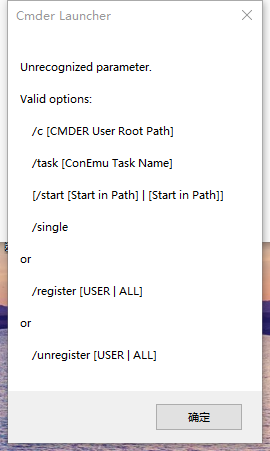 Cmder Launcher
Unrecognized parameter.
Valid options:
/c [CMDER User Root Path]
/task [ConEmu Task Name]
[/start [Start in Path] | [Start in Path]]
/single
or
/register [USER | ALL]
or
/unregister [USER | ALL]
确定